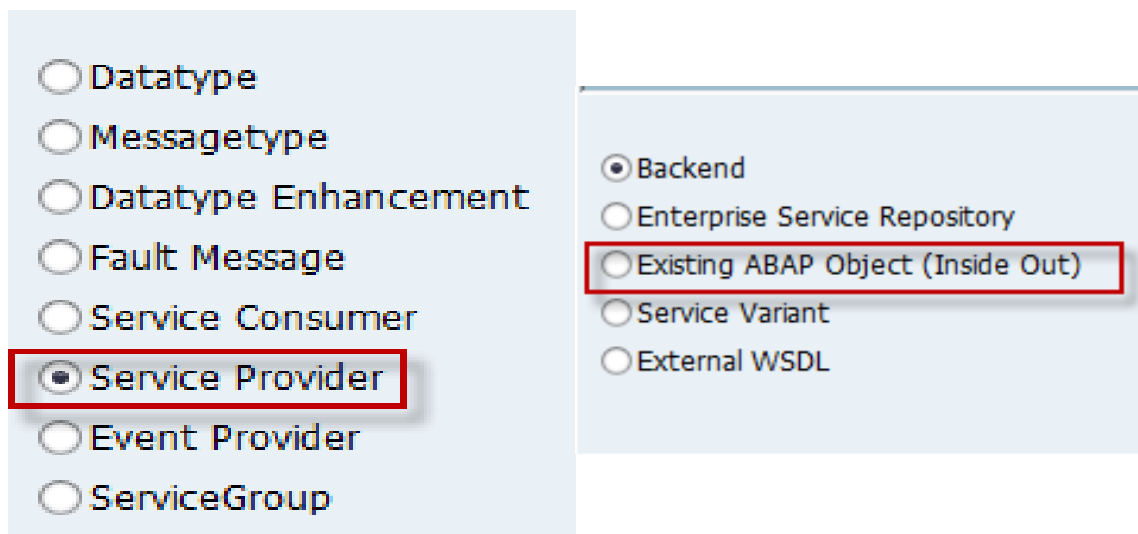 Datatype
Messagetype
Datatype Enhancement
Fault Message
Service Consumer
Service Provider
Event Provider
ServiceGroup
Backend
Enterprise Service Repository
Existing ABAP Object (Inside Out)
Service Variant
External WSDL